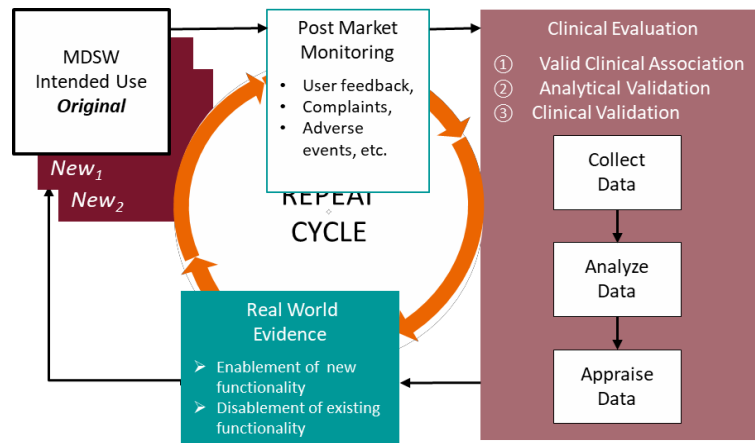 MDSW
Intended Use
Original
New1
New2
Post Market
Monitoring
• User feedback,
• Complaints,
• Adverse
events, etc.
REPEAT
CYCLE
Real World
Evidence
➢ Enablement of new
functionality
➢ Disablement of existing
functionality
Clinical Evaluation
① Valid Clinical Association
② Analytical Validation
③ Clinical Validation
Collect
Data
Analyze
Data
Appraise
Data